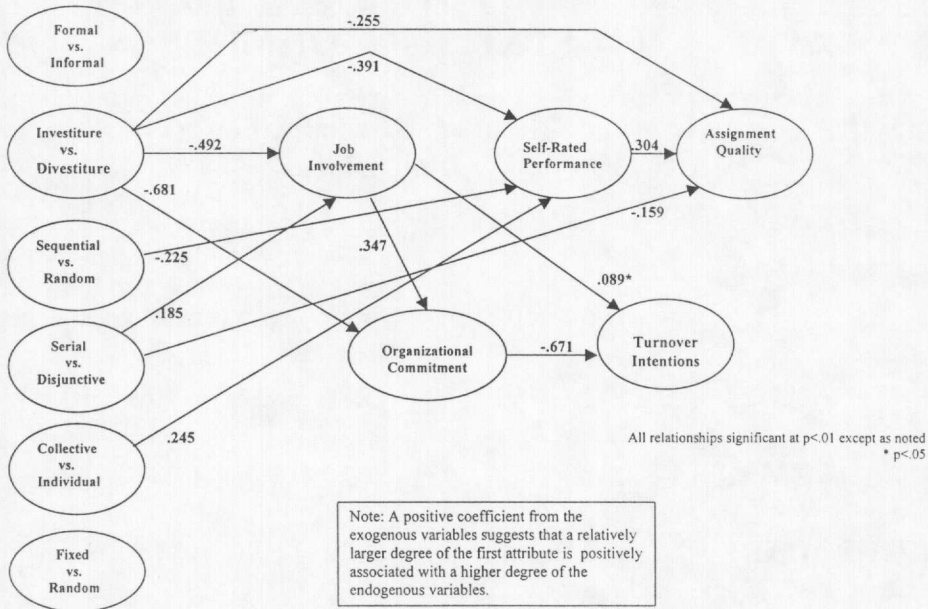 -.255
Formal
vs.
Informal
-.391
Investiture
vs.
Divestiture
-.492
Job
Involvement
Self-Rated
Performance
.304
Assignment
Quality
-.681
-.159
Sequential
vs.
Random
-.225
.347
.089*
.185
Serial
vs.
Disjunctive
Organizational
Commitment
-.671
Turnover
Intentions
Collective
vs.
Individual
.245
All relationships significant at p<.01 except as noted
* p<.05
Note: A positive coefficient from the
exogenous variables suggests that a relatively
larger degree of the first attribute is positively
associated with a higher degree of the
endogenous variables.
Fixed
vs.
Random